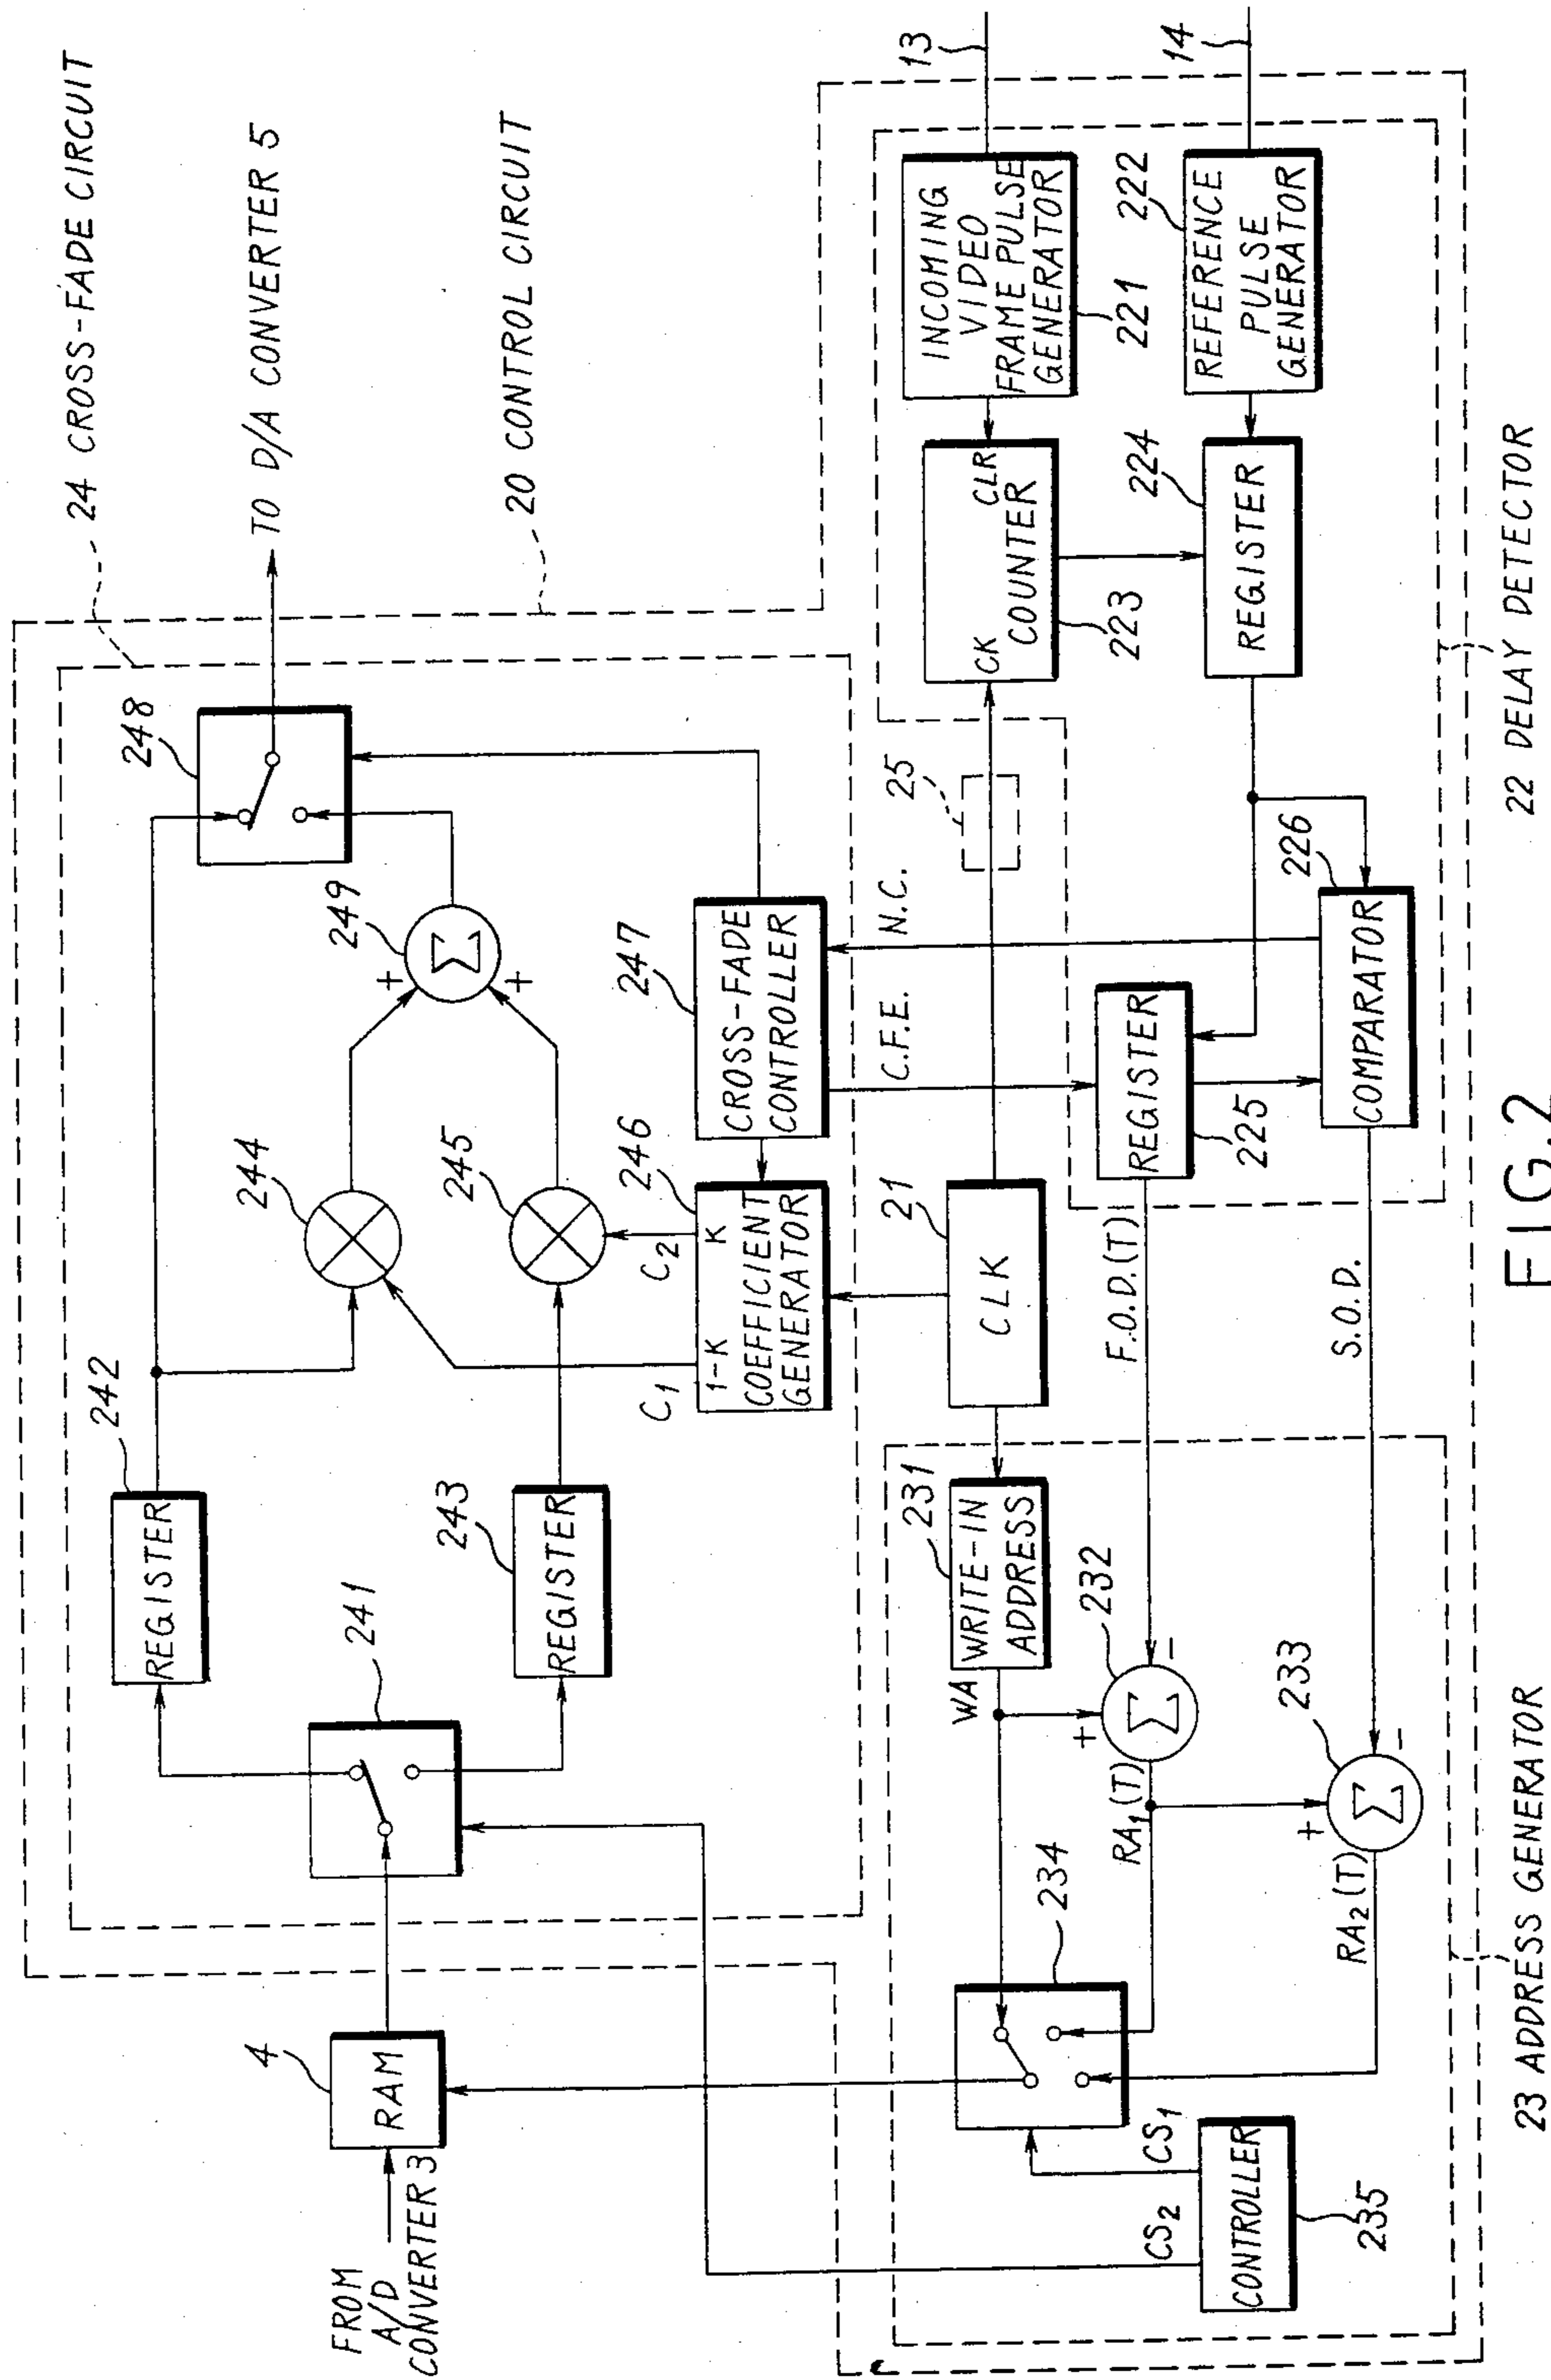 24 CROSS-FADE CIRCUIT
TO D/A CONVERTER 5
20 CONTROL CIRCUIT
242
REGISTER
248
241
244
249
+
+
243
REGISTER
245
4
RAM
FROM
A/D
CONVERTER 3
C1
C2
1-K
K
COEFFICIENT
GENERATOR
246
CROSS-FADE
CONTROLLER
247
C.F.E.
N.C.
25
21
CLK
231
WRITE-IN
ADDRESS
WA
CK
CLR
COUNTER
223
INCOMING
VIDEO
FRAME PULSE
GENERATOR
221
13
234
+
232
-
RA1(T)
F.O.D.(T)
REGISTER
225
REGISTER
224
REFERENCE
PULSE
GENERATOR
222
14
CS2
CS1
CONTROLLER
235
RA2(T)
+
233
-
S.O.D.
COMPARATOR
226
23 ADDRESS GENERATOR
22 DELAY DETECTOR
FIG.2
Σ
Σ
Σ